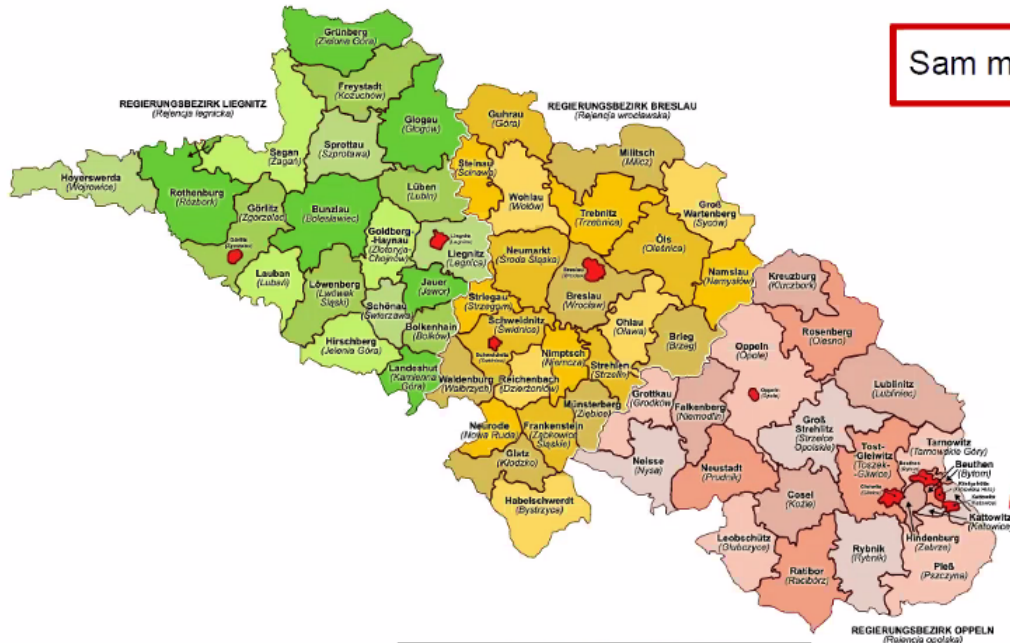 Sam m
Grünberg
(Zielona Góra)
Freystadt
(Kożuchów)
REGIERUNGSBEZIRK LIEGNITZ
(Rejencja legnicka)
REGIERUNGSBEZIRK BRESLAU
(Rejencja wrocławska)
Glogau
(Głogów)
Guhrau
(Góra)
Sagan
(Żagań)
Sprottau
(Szprotawa)
Militsch
(Milicz)
Steinau
(Ścinawa)
Hoyerswerda
(Wojrowice)
Rothenburg
(Rózbork)
Görlitz
(Zgorzelec)
Bunzlau
(Bolesławiec)
Lüben
(Lubin)
Wohlau
(Wołów)
Trebnitz
(Trzebnica)
Groß
Wartenberg
(Syców)
Goldberg-
Haynau
(Złotoryja-
Chojnów)
Liegnitz
Liegnitz
(Legnica)
Neumarkt
(Środa Śląska)
Öls
(Oleśnica)
Görlitz
Lauban
(Lubań)
Löwenberg
(Lwówek
Śląski)
Jauer
(Jawor)
Breslau
Breslau
(Wrocław)
Namslau
(Namysłów)
Kreuzburg
(Kluczbork)
Schönau
(Świerzawa)
Striegau
(Strzegom)
Schweidnitz
(Świdnica)
Bolkenhain
(Bolków)
Ohlau
(Oława)
Brieg
(Brzeg)
Rosenberg
(Olesno)
Oppeln
(Opole)
Hirschberg
(Jelenia Góra)
Schweidnitz
Nimptsch
(Niemcza)
Strehlen
(Strzelin)
Landeshut
(Kamienna
Góra)
Waldenburg
(Wałbrzych)
Reichenbach
(Dzierżoniów)
Grottkau
(Grodków)
Falkenberg
(Niemodlin)
Oppeln
(Opole)
Lublinitz
(Lubliniec)
Münsterberg
(Ziębice)
Groß
Strehlitz
(Strzelce
Opolskie)
Neurode
(Nowa Ruda)
Frankenstein
(Ząbkowice
Śląskie)
Glatz
(Kłodzko)
Neisse
(Nysa)
Neustadt
(Prudnik)
Tost-
Gleiwitz
(Toszek-
Gliwice)
Tarnowitz
(Tarnowskie Góry)
Beuthen
(Bytom)
Habelschwerdt
(Bystrzyca)
Cosel
(Koźle)
Kattowitz
(Katowice)
Hindenburg
(Zabrze)
Leobschütz
(Głubczyce)
Rybnik
(Rybnik)
Ratibor
(Racibórz)
Pleß
(Pszczyna)
REGIERUNGSBEZIRK OPPELN
(Rejencja opolska)